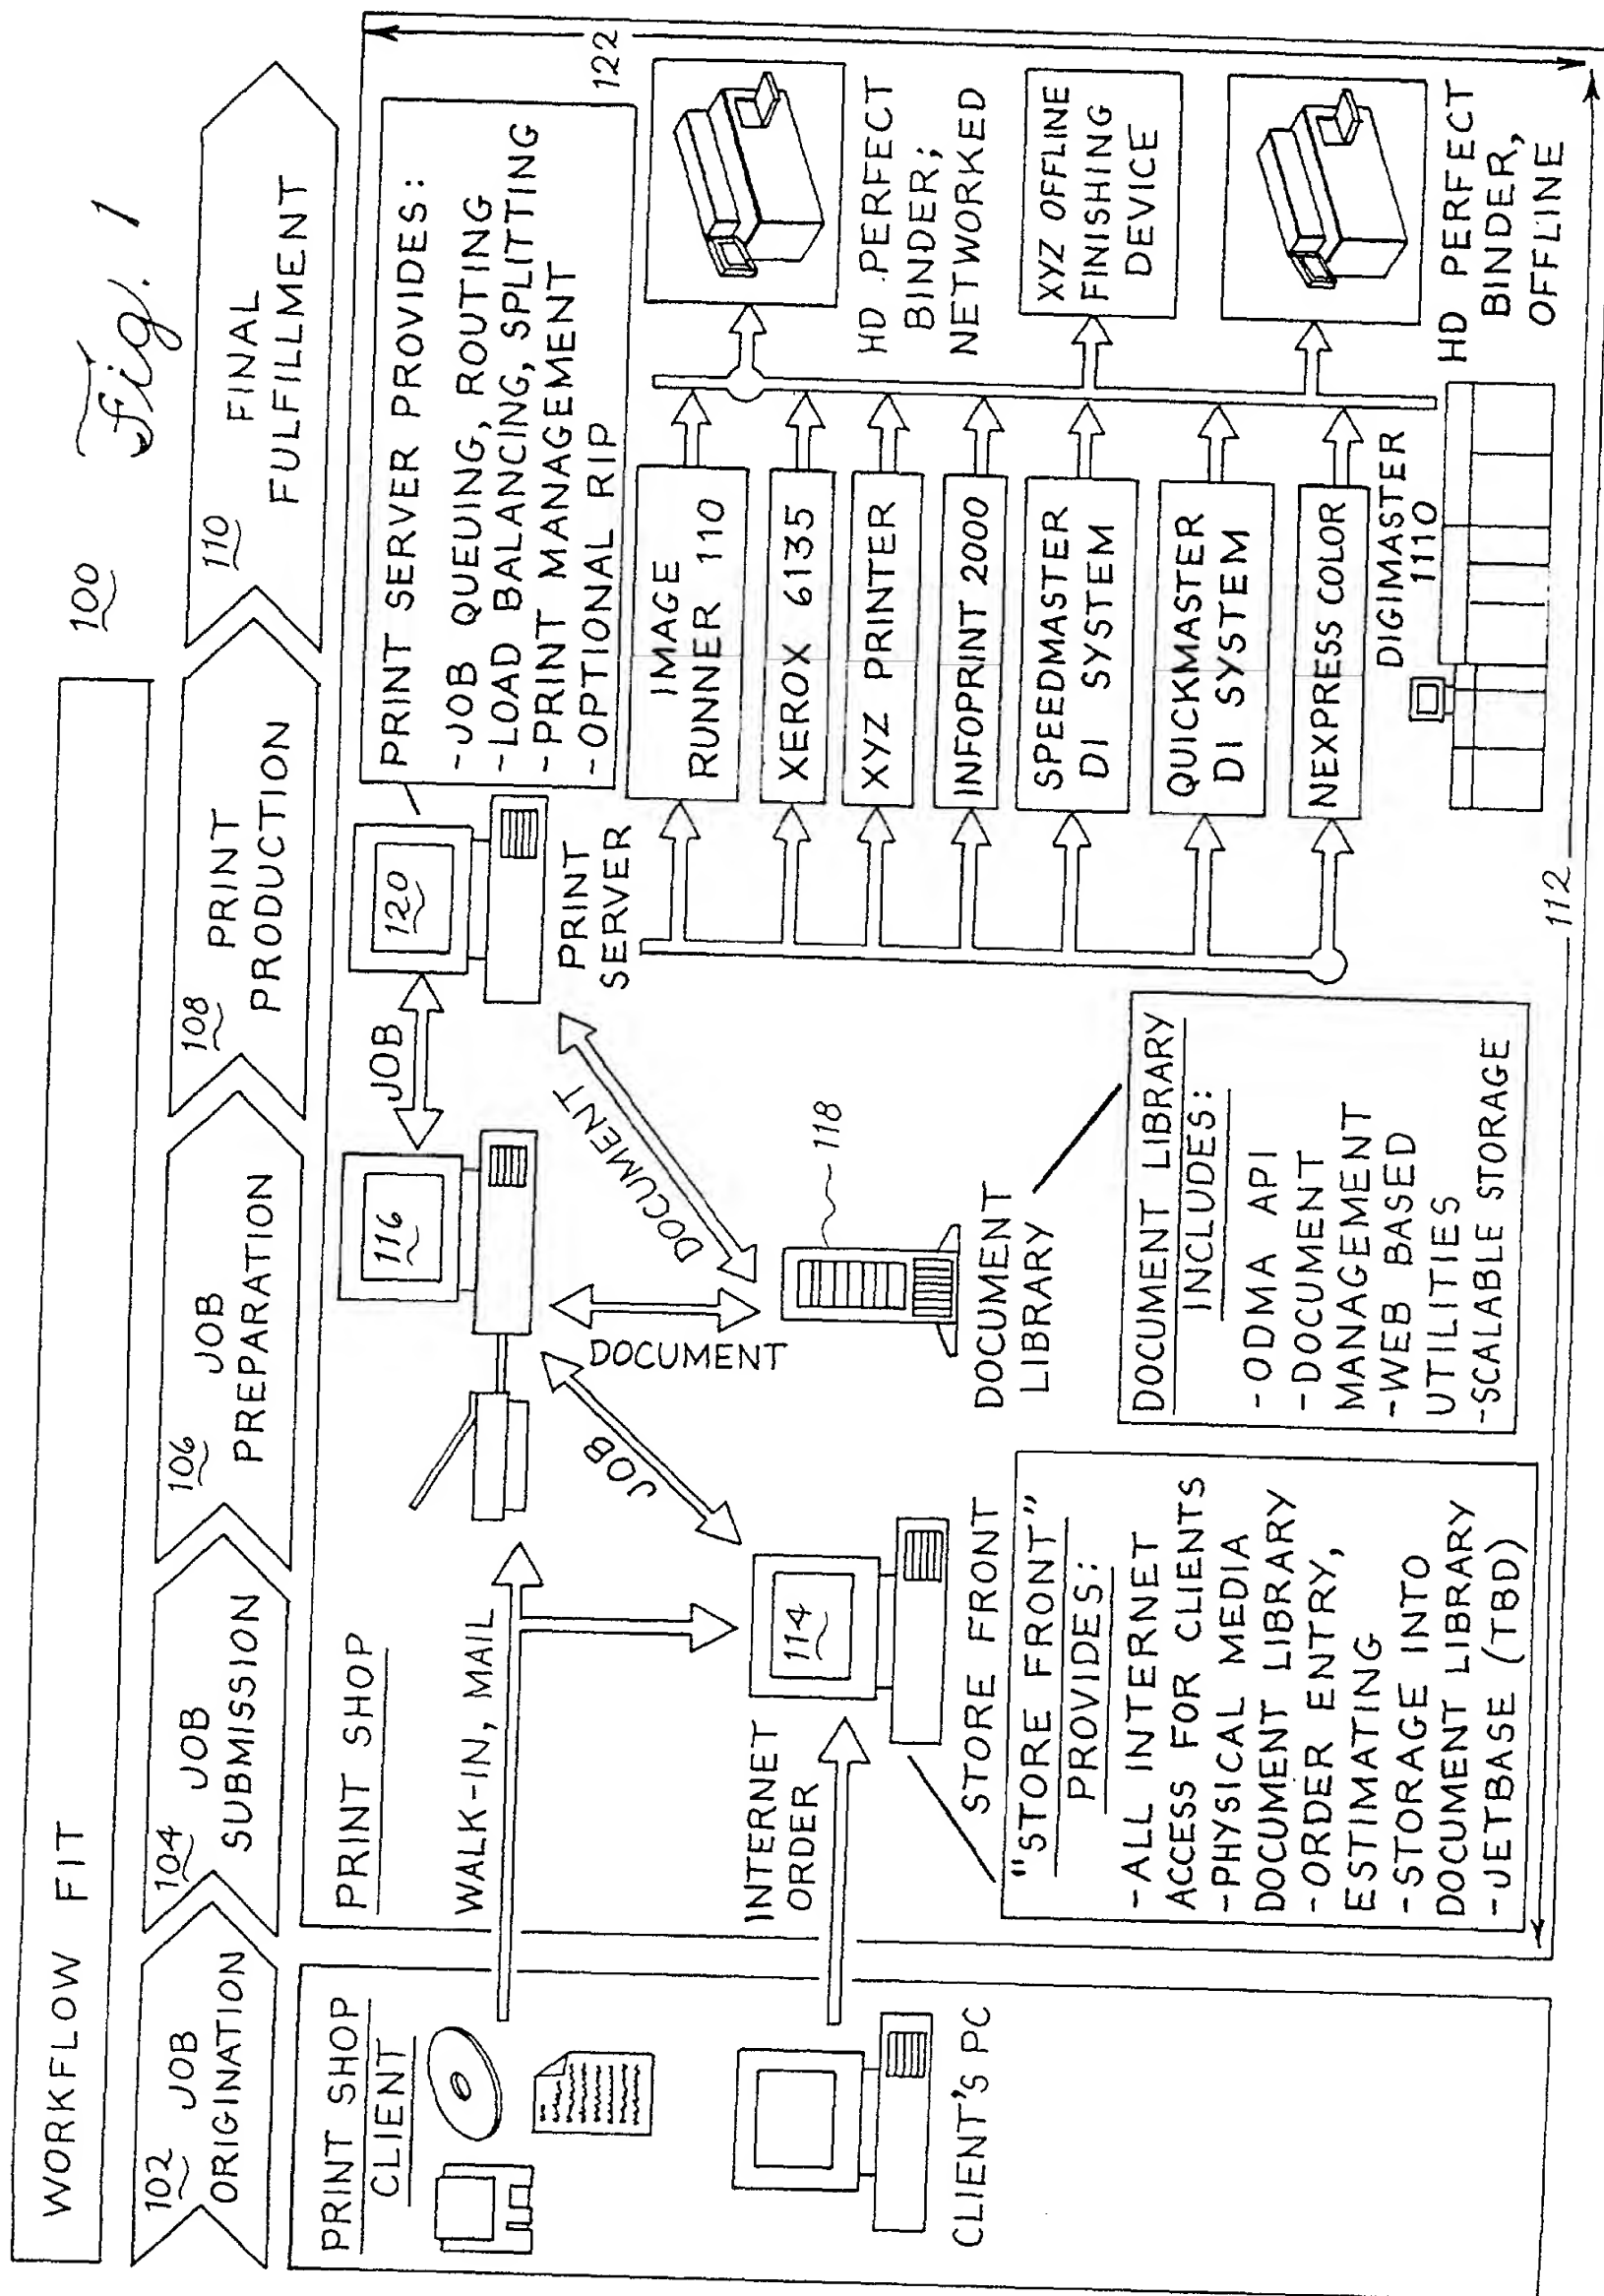 Fig. 1
100
WORKFLOW FIT
102
JOB
ORIGINATION
104
JOB
SUBMISSION
106
JOB
PREPARATION
108
PRINT
PRODUCTION
110
FINAL
FULFILLMENT
PRINT SHOP
CLIENT
CLIENT'S PC
PRINT SHOP
WALK-IN, MAIL
INTERNET
ORDER
114
STORE FRONT
"STORE FRONT"
PROVIDES:
-ALL INTERNET
ACCESS FOR CLIENTS
-PHYSICAL MEDIA
DOCUMENT LIBRARY
-ORDER ENTRY,
ESTIMATING
-STORAGE INTO
DOCUMENT LIBRARY
-JETBASE (TBD)
116
JOB
DOCUMENT
DOCUMENT
JOB
118
DOCUMENT
LIBRARY
DOCUMENT LIBRARY
INCLUDES:
-ODMA API
-DOCUMENT
MANAGEMENT
-WEB BASED
UTILITIES
-SCALABLE STORAGE
120
PRINT
SERVER
PRINT SERVER PROVIDES:
-JOB QUEUING, ROUTING
-LOAD BALANCING, SPLITTING
-PRINT MANAGEMENT
-OPTIONAL RIP
122
IMAGE
RUNNER 110
XEROX 6135
XYZ PRINTER
INFOPRINT 2000
SPEEDMASTER
DI SYSTEM
QUICKMASTER
DI SYSTEM
NEXPRESS COLOR
DIGIMASTER
1110
HD PERFECT
BINDER;
NETWORKED
XYZ OFFLINE
FINISHING
DEVICE
HD PERFECT
BINDER,
OFFLINE
112